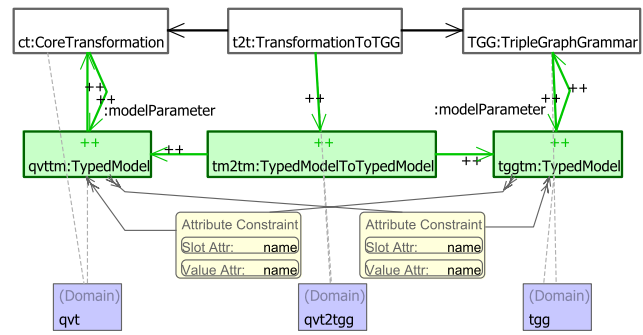 ct:CoreTransformation
t2t:TransformationToTGG
TGG:TripleGraphGrammar
++
++
:modelParameter
++
:modelParameter
++
++
++
qvttm:TypedModel
++
++
tm2tm:TypedModelToTypedModel
++
++
tggtm:TypedModel
Attribute Constraint
Slot Attr: name
Value Attr: name
Attribute Constraint
Slot Attr: name
Value Attr: name
(Domain)
qvt
(Domain)
qvt2tgg
(Domain)
tgg